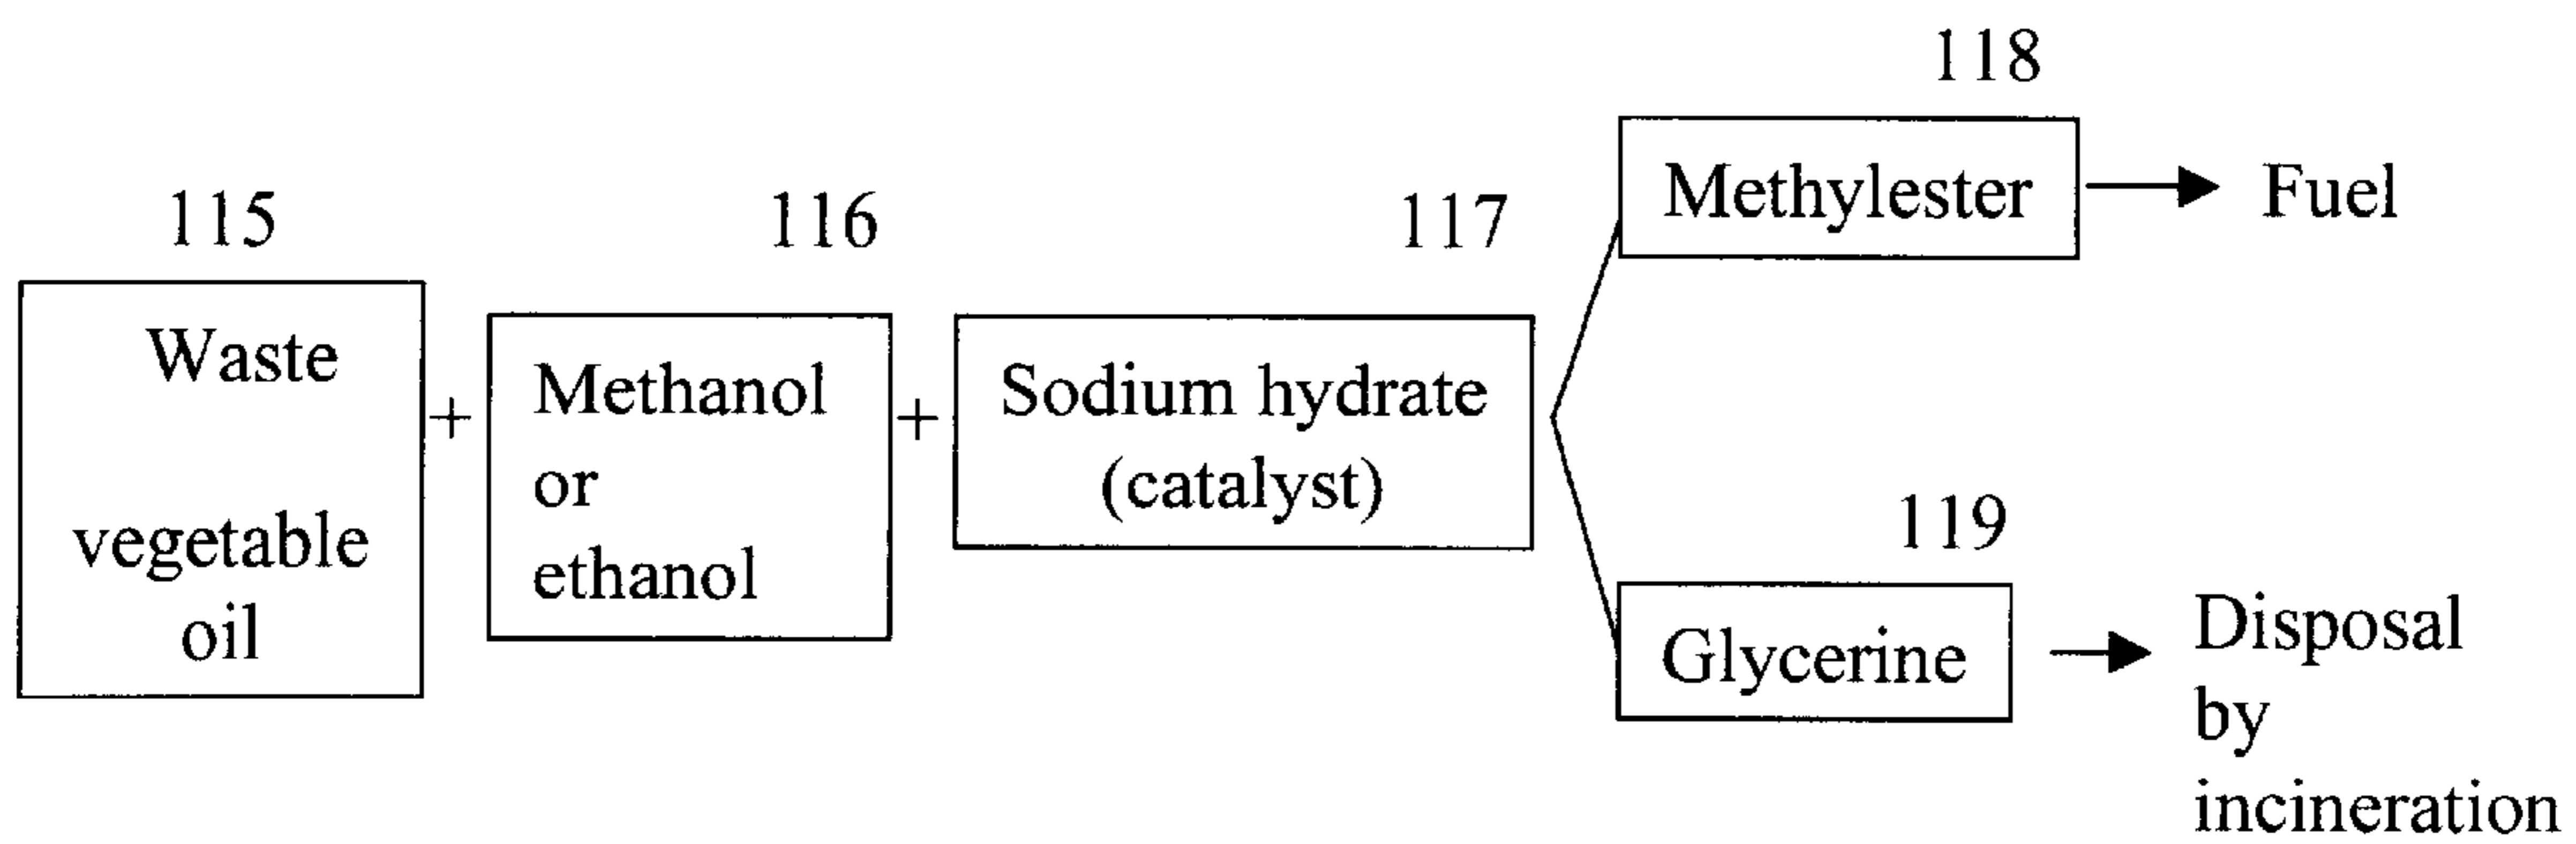 115
Waste
vegetable
oil
+
116
Methanol
or
ethanol
+
117
Sodium hydrate
(catalyst)
118
Methylester
Fuel
119
Glycerine
Disposal
by
incineration